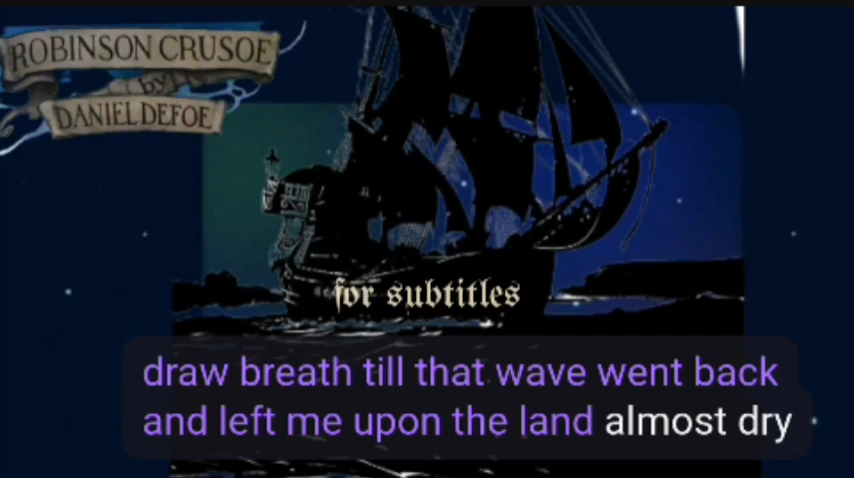 ROBINSON CRUSOE
by
DANIEL DEFOE
for subtitles
draw breath till that wave went back
and left me upon the land almost dry